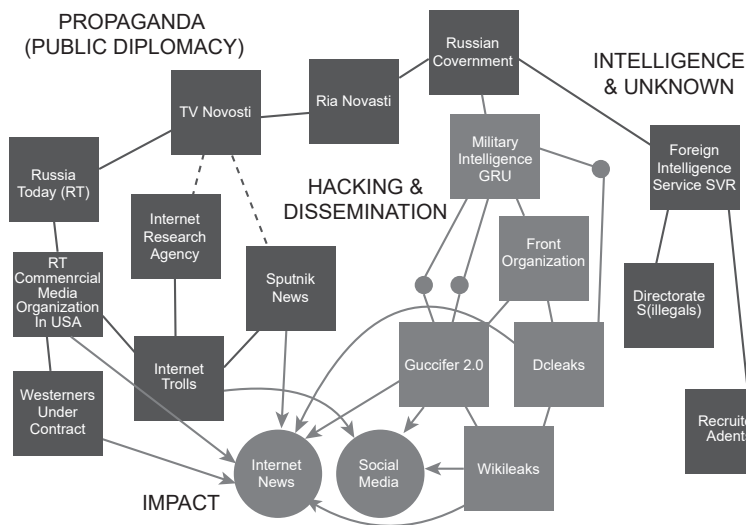 PROPAGANDA
(PUBLIC DIPLOMACY)
Russian
Covernment
INTELLIGENCE
& UNKNOWN
TV Novosti
Ria Novasti
Military
Intelligence
GRU
Foreign
Intelligence
Service SVR
Russia
Today (RT)
HACKING &
DISSEMINATION
Internet
Research
Agency
Front
Organization
RT
Commenrcial
Media
Organization
In USA
Sputnik
News
Directorate
S(illegals)
Internet
Trolls
Guccifer 2.0
Dcleaks
Westerners
Under
Contract
Recruite
Adent
Internet
News
Social
Media
Wikileaks
IMPACT